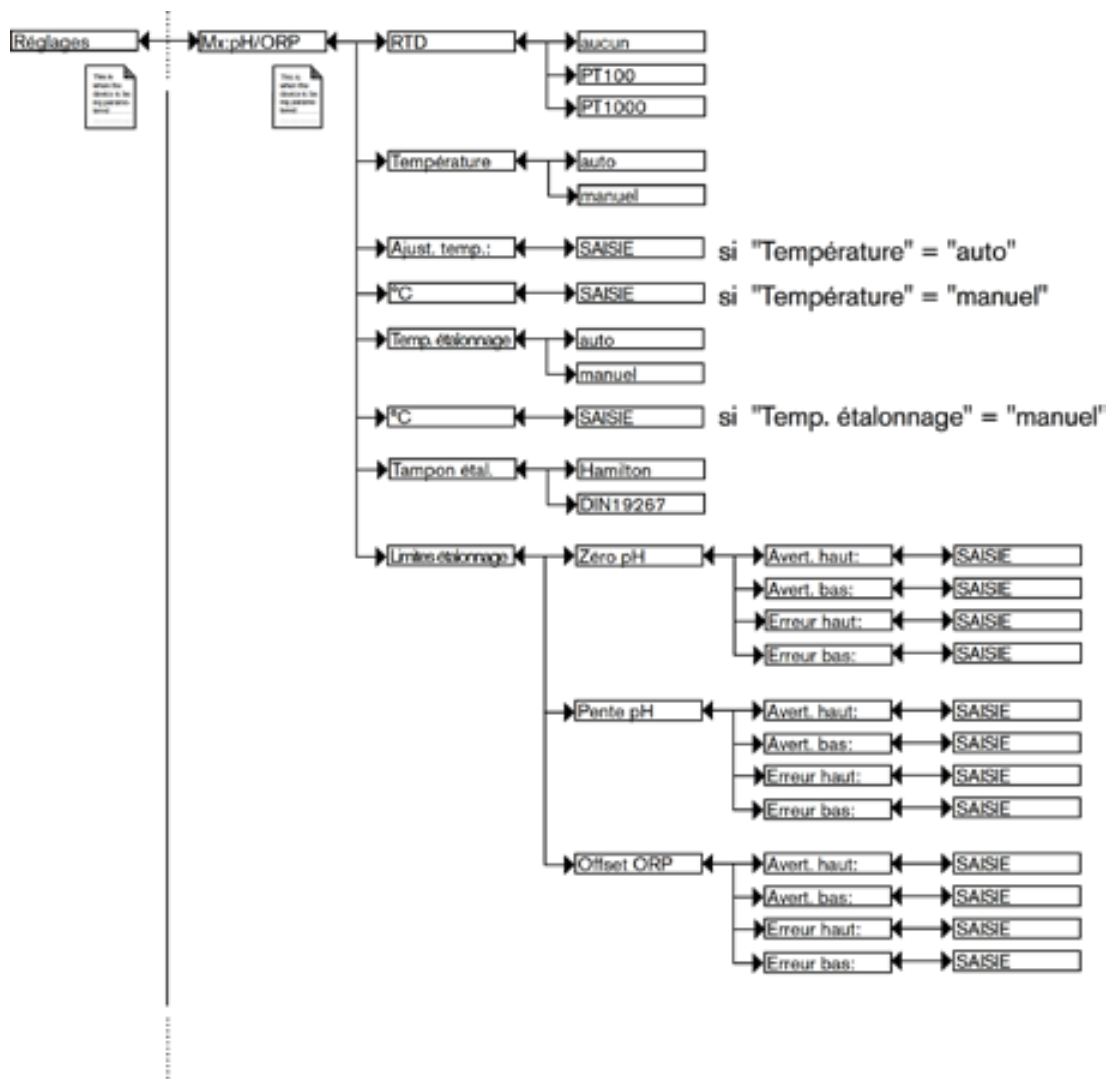 Réglages
Mx:pH/ORP
RTD
aucun
PT100
PT1000
Température
auto
manuel
Ajust. temp.:
SAISIE
si "Température" = "auto"
°C
SAISIE
si "Température" = "manuel"
Temp. étalonnage
auto
manuel
°C
SAISIE
si "Temp. étalonnage" = "manuel"
Tampon étal.
Hamilton
DIN19267
Limites étalonnage
Zéro pH
Avert. haut:
SAISIE
Avert. bas:
SAISIE
Erreur haut:
SAISIE
Erreur bas:
SAISIE
Pente pH
Avert. haut:
SAISIE
Avert. bas:
SAISIE
Erreur haut:
SAISIE
Erreur bas:
SAISIE
Offset ORP
Avert. haut:
SAISIE
Avert. bas:
SAISIE
Erreur haut:
SAISIE
Erreur bas:
SAISIE